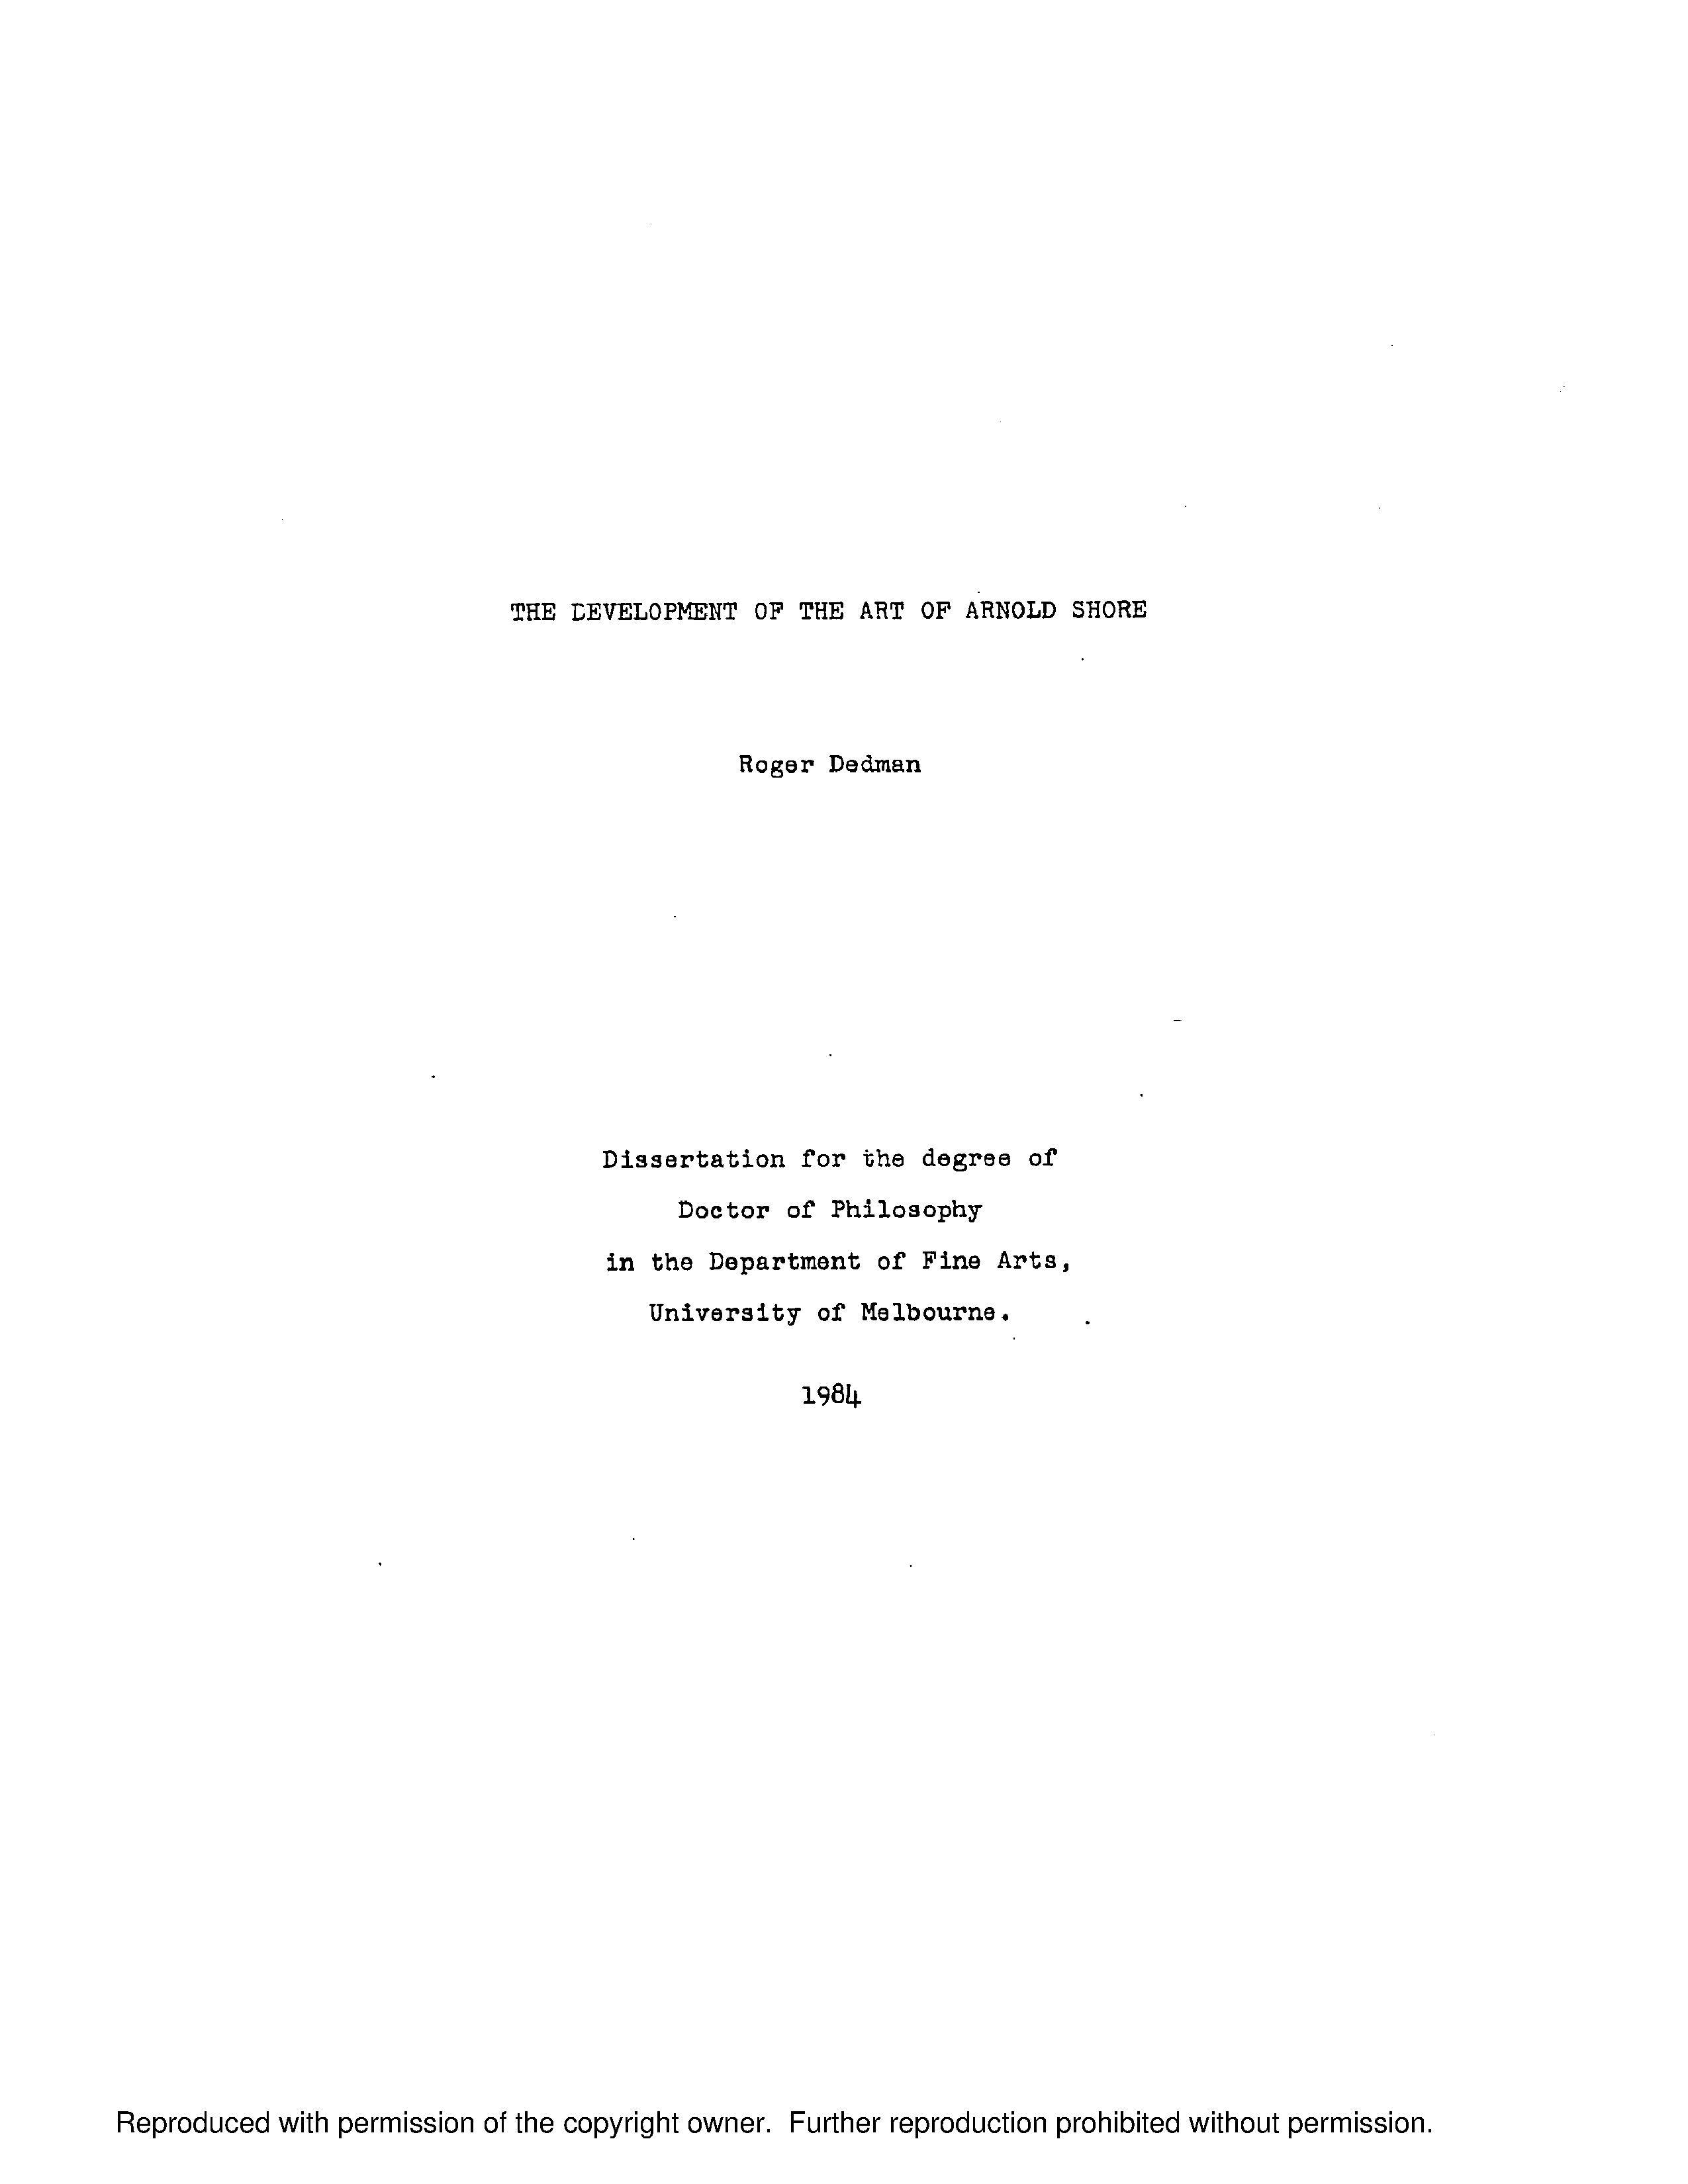 THE DEVELOPMENT OF THE ART OF ARNOLD SHORE
Roger Dedman
Dissertation for the degree of
Doctor of Philosophy
in the Department of Fine Arts,
University of Melbourne.
1984
Reproduced with permission of the copyright owner. Further reproduction prohibited without permission.